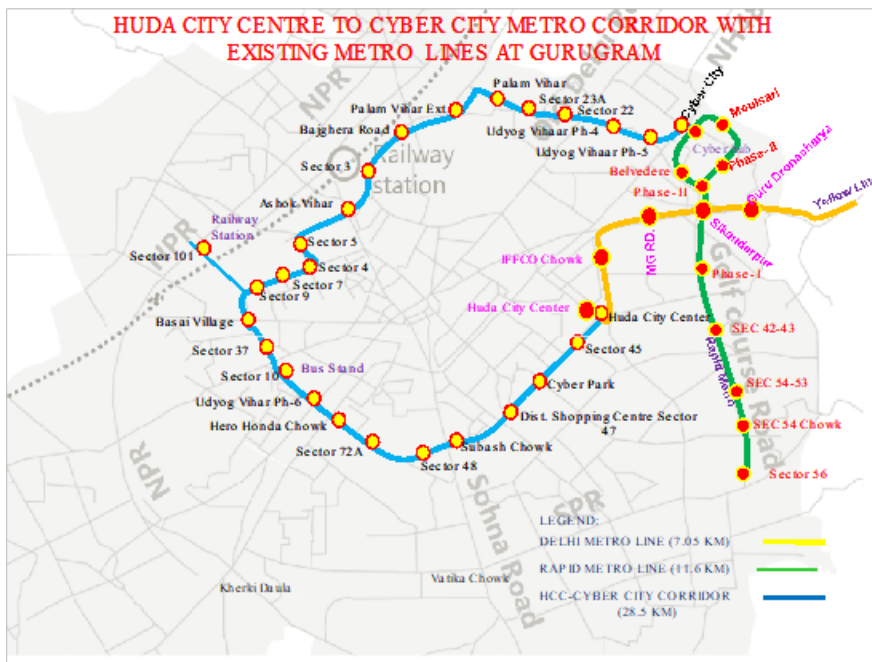 HUDA CITY CENTRE TO CYBER CITY METRO CORRIDOR WITH
EXISTING METRO LINES AT GURUGRAM
NPR
Palam Vihar
Sector 23A
Sector 22
Cyber City
Moulsari
Palam Vihar Ext
Bajghera Road
Udyog Vihaar Ph-4
Udyog Vihaar Ph-5
Phase-II
Belvedere
Phase-II
Guru Dronacharya
Sector 3
Railway
station
Ashok Vihar
Sikanderpur
MG RD.
NPR
Railway
Station
Sector 101
Sector 5
Sector 4
Sector 7
Sector 9
IFFCO Chowk
Phase-I
Huda City Center
Huda City Center
Basai Village
Sector 37
Sector 10
Bus Stand
Sector 45
SEC 42-43
Golf course Road
Udyog Vihar Ph-6
Hero Honda Chowk
Cyber Park
Dist. Shopping Centre Sector
47
SEC 54-53
SEC 54 Chowk
Sector 72A
Sector 48
Subash Chowk
Sector 56
NPR
Sohna Road
SPR
LEGEND:
DELHI METRO LINE (7.05 KM)
RAPID METRO LINE (11.6 KM)
HCC-CYBER CITY CORRIDOR
(28.5 KM)
Kherki Daula
Vatika Chowk